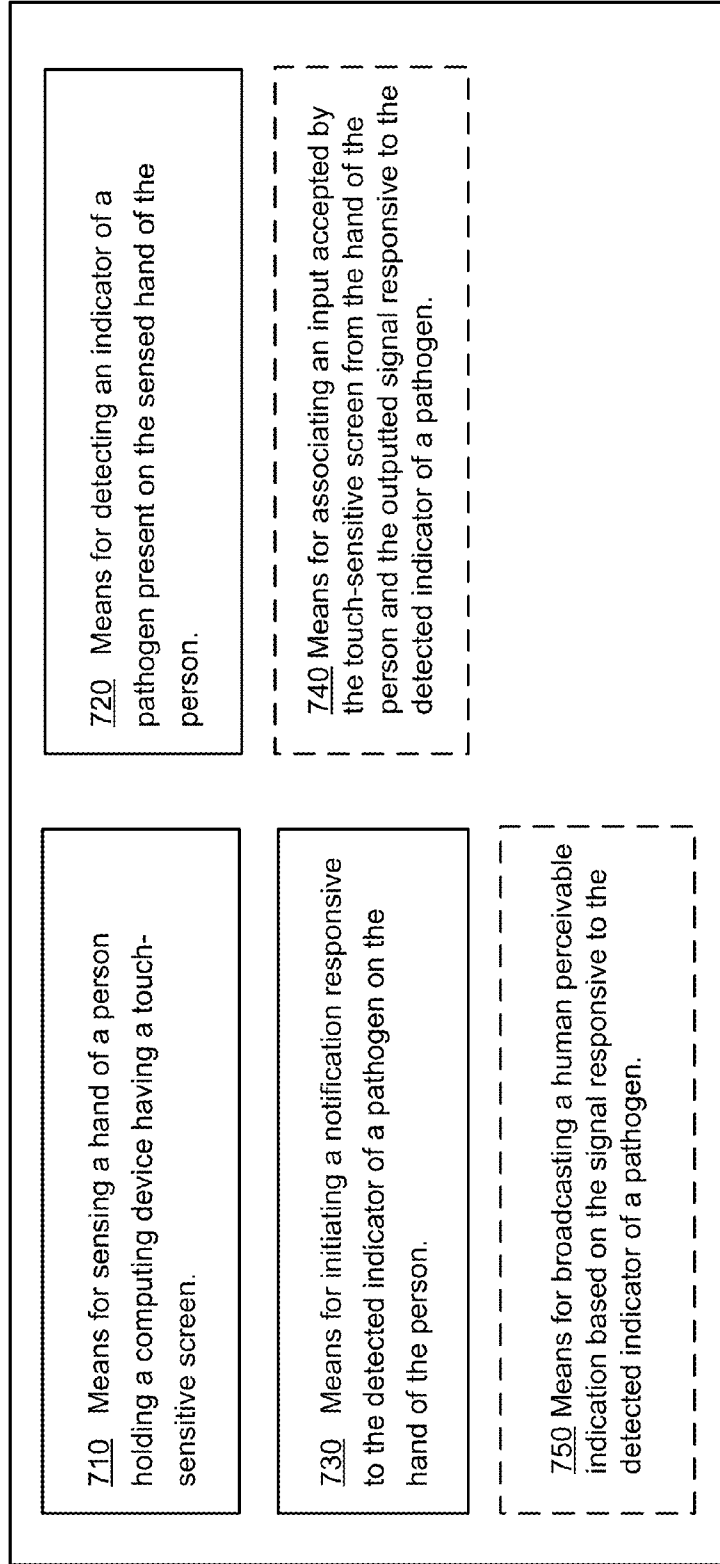 710 Means for sensing a hand of a person
holding a computing device having a touch-
sensitive screen.
720 Means for detecting an indicator of a
pathogen present on the sensed hand of the
person.
730 Means for initiating a notification responsive
to the detected indicator of a pathogen on the
hand of the person.
740 Means for associating an input accepted by
the touch-sensitive screen from the hand of the
person and the outputted signal responsive to the
detected indicator of a pathogen.
750 Means for broadcasting a human perceivable
indication based on the signal responsive to the
detected indicator of a pathogen.